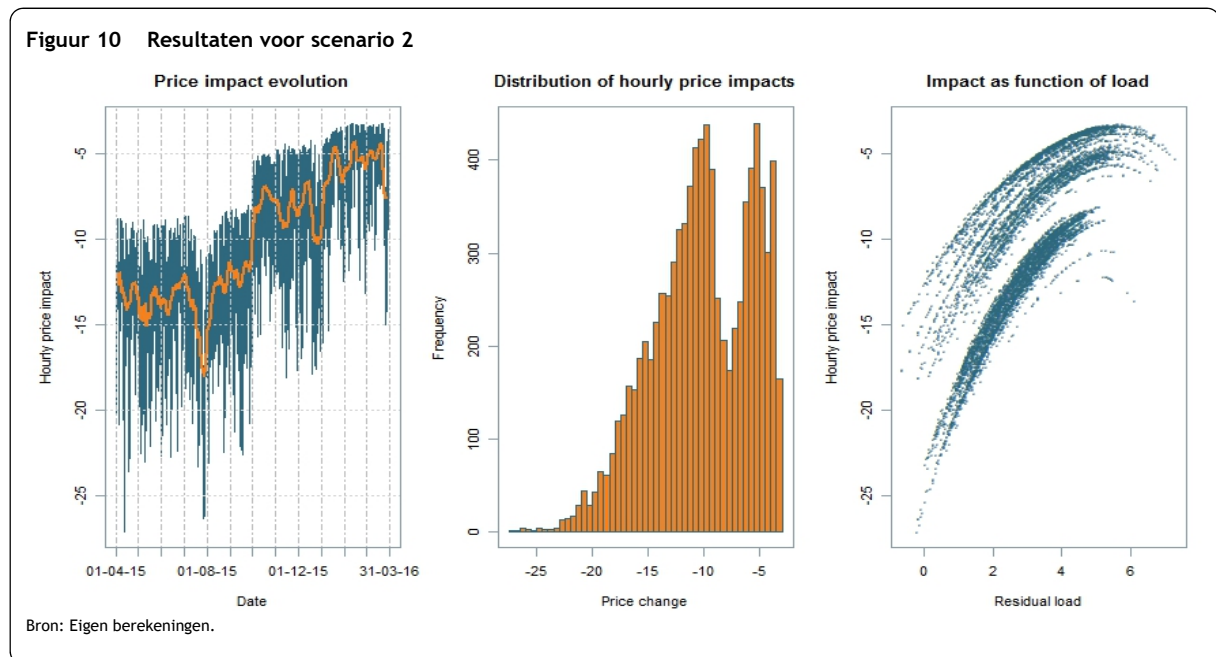 Figuur 10 Resultaten voor scenario 2
Price impact evolution
Hourly price impact
-5
-10
-15
-20
-25
01-04-15 01-08-15 01-12-15 31-03-16
Date
Distribution of hourly price impacts
Frequency
400
300
200
100
0
-25 -20 -15 -10 -5
Price change
Impact as function of load
Hourly price impact
-5
-10
-15
-20
-25
0 2 4 6
Residual load
Bron: Eigen berekeningen.